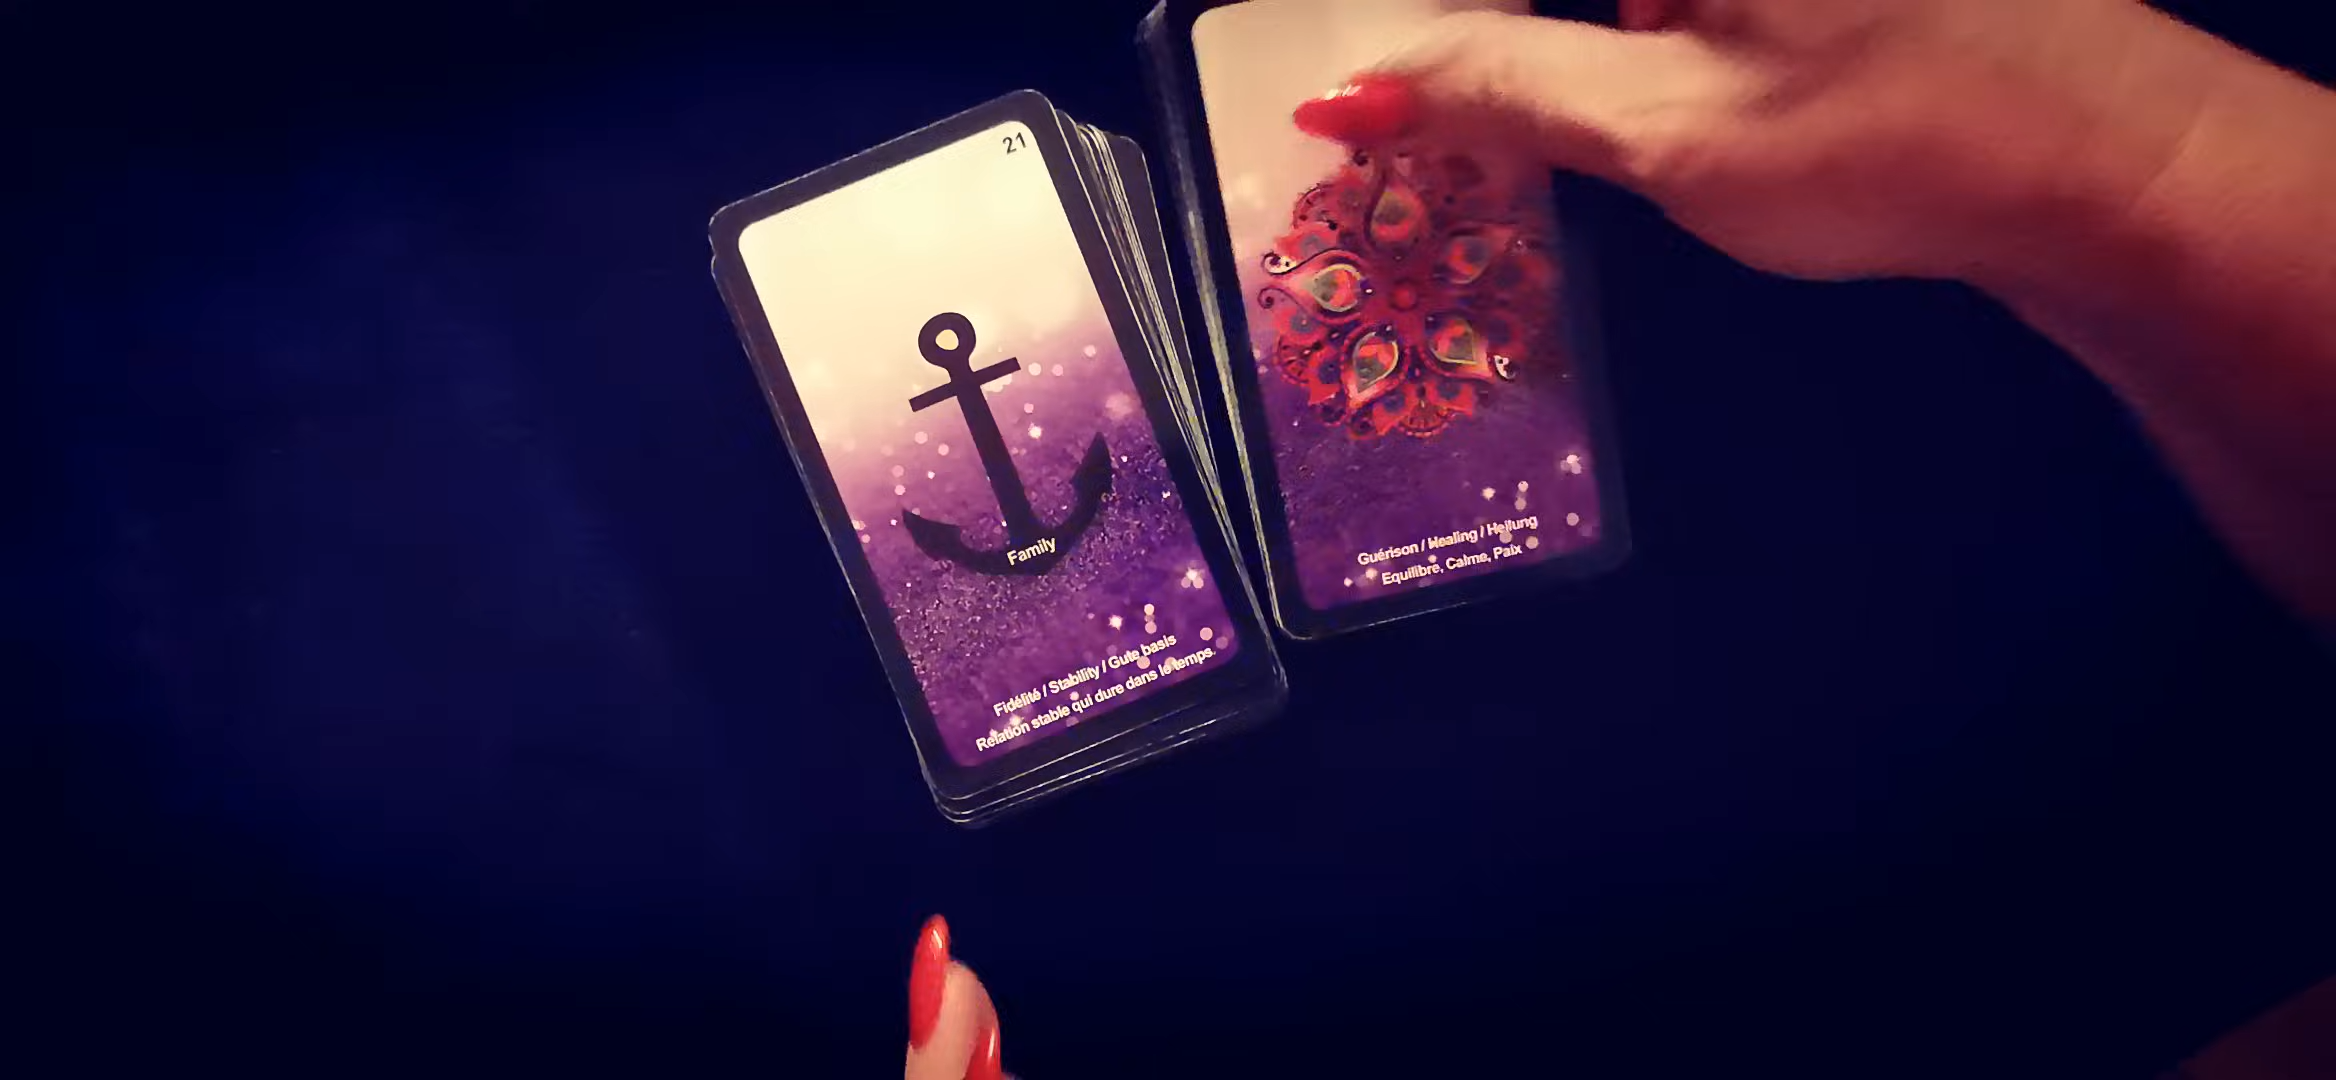 21
Family
Fidélité / Stability / Gute basis
Relation stable qui dure dans le temps.
Guérison / Healing / Heilung
Equilibre, Calme, Paix